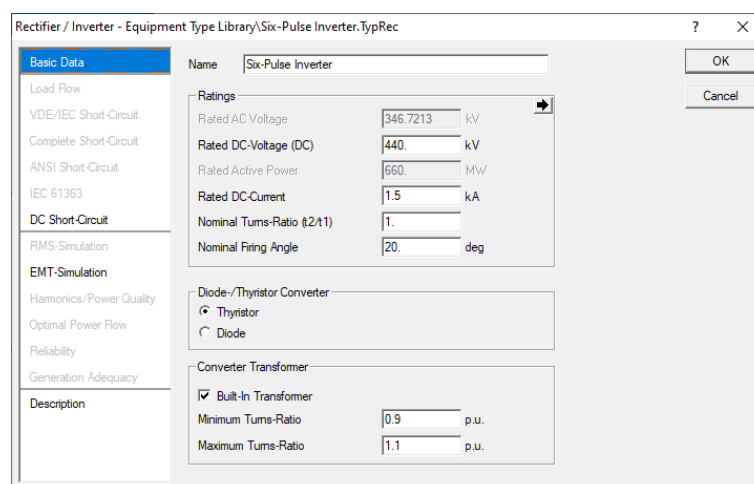 Rectifier / Inverter - Equipment Type Library\Six-Pulse Inverter.TypRec ? ×
Basic Data
Load Flow
VDE/IEC Short-Circuit
Complete Short-Circuit
ANSI Short-Circuit
IEC 61363
DC Short-Circuit
RMS-Simulation
EMT-Simulation
Harmonics/Power Quality
Optimal Power Flow
Reliability
Generation Adequacy
Description
Name Six-Pulse Inverter
Ratings
Rated AC Voltage 346.7213 kV
Rated DC-Voltage (DC) 440. kV
Rated Active Power 660. MW
Rated DC-Current 1.5 kA
Nominal Turns-Ratio (t2/t1) 1.
Nominal Firing Angle 20. deg
Diode-/Thyristor Converter
Thyristor
Diode
Converter Transformer
Built-In Transformer
Minimum Turns-Ratio 0.9 p.u.
Maximum Turns-Ratio 1.1 p.u.
OK
Cancel